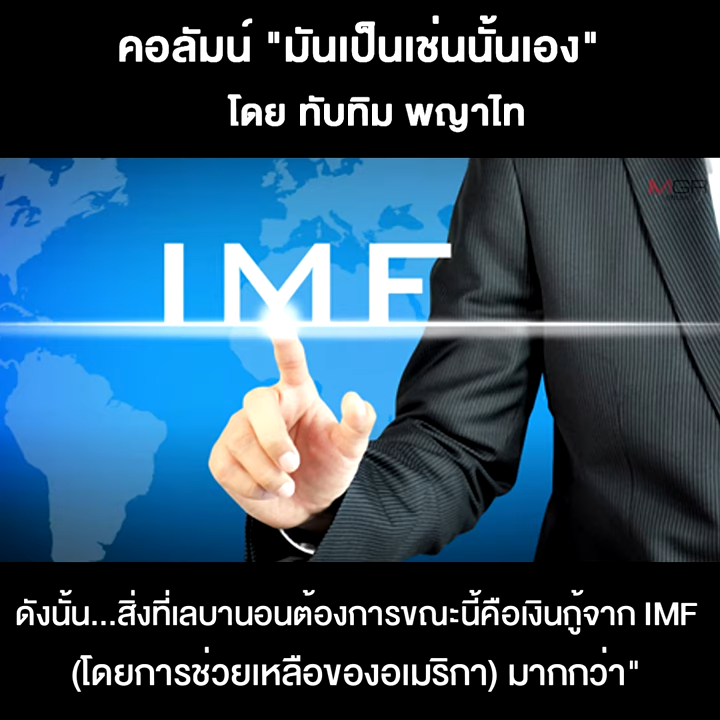 คอลัมน์ "มันเป็นเช่นนั้นเอง"
โดย ทับทิม พญาไท
MGR
IMF
ดังนั้น...สิ่งที่เลบานอนต้องการขณะนี้คือเงินกู้จาก IMF
(โดยการช่วยเหลือของอเมริกา) มากกว่า"